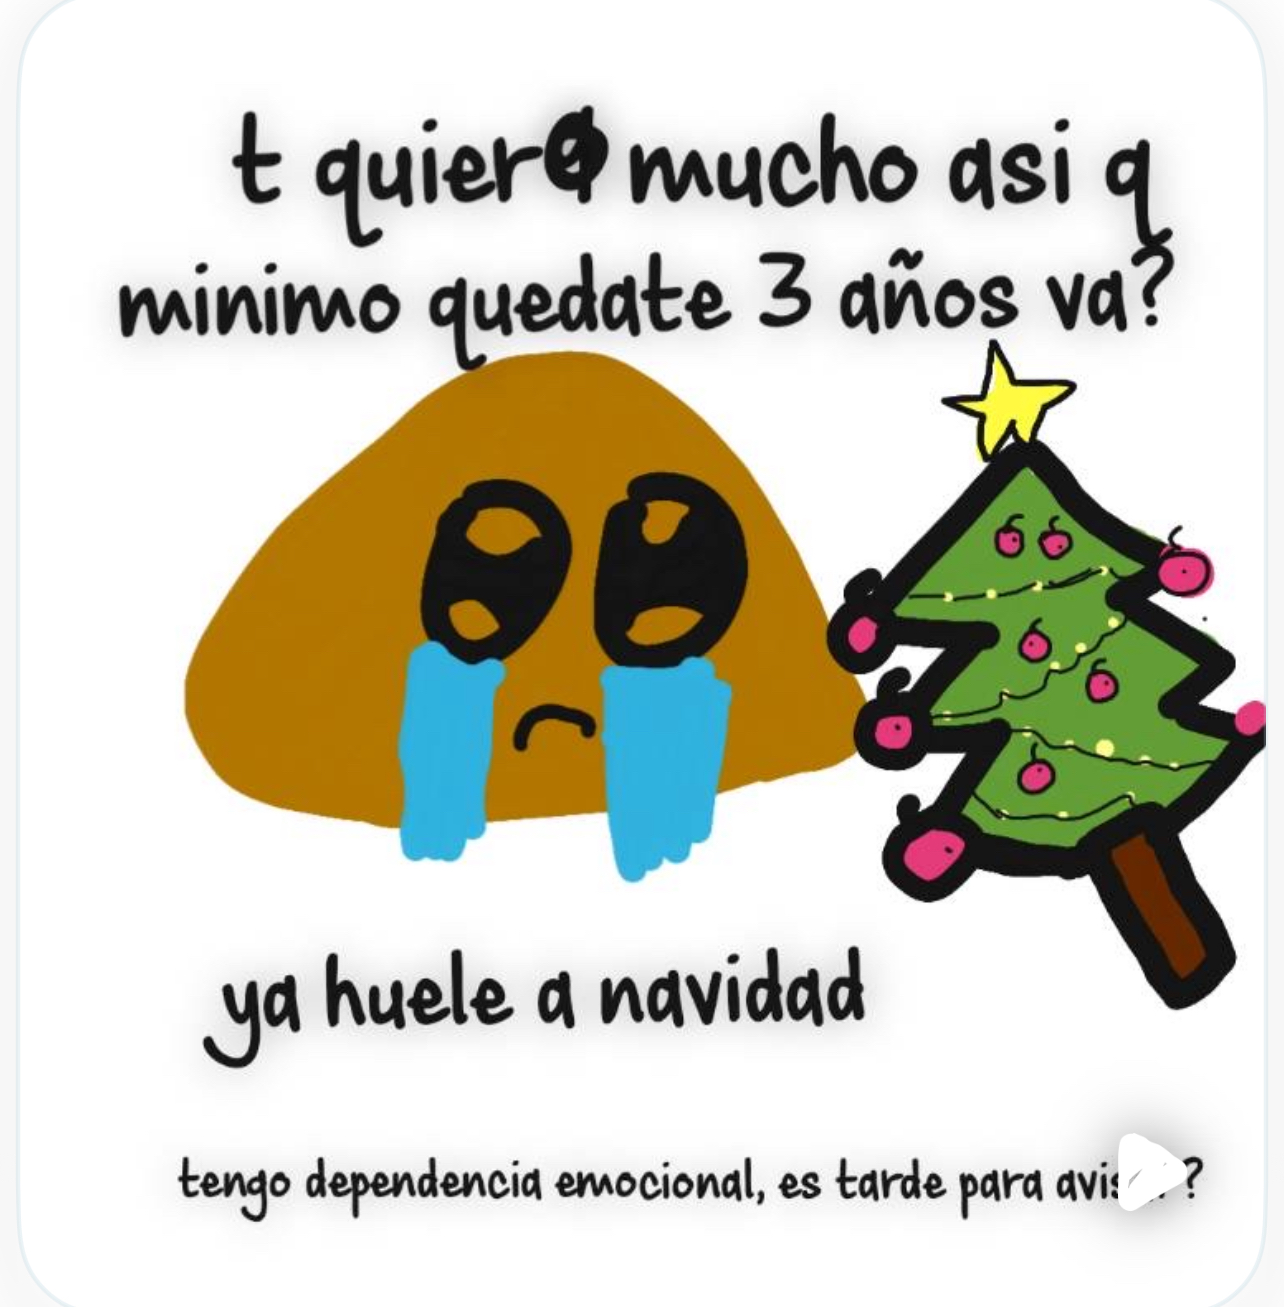 t quiero mucho asi q
minimo quedate 3 años va?
ya huele a navidad
tengo dependencia emocional, es tarde para ?